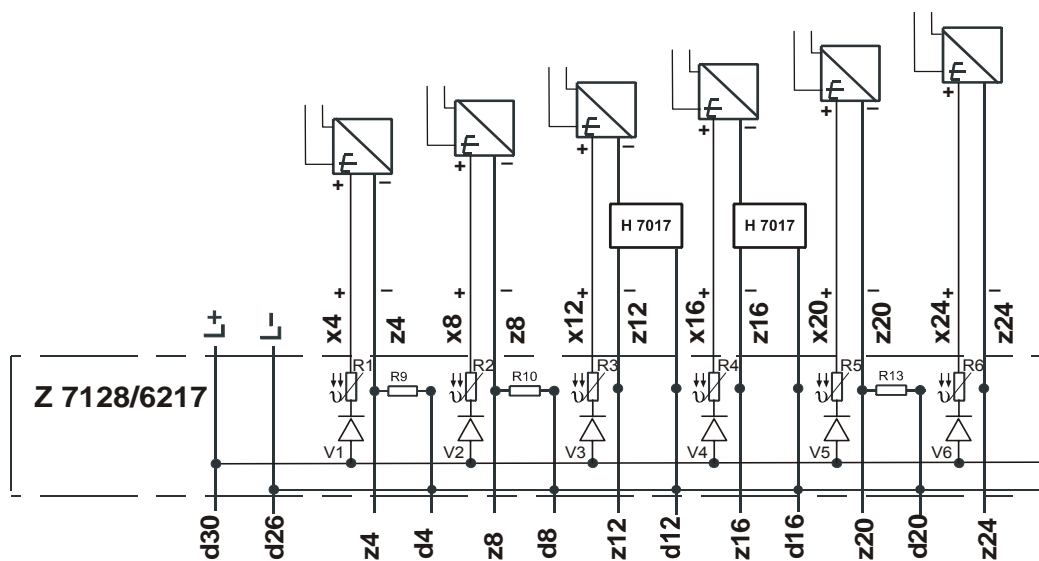 + −
+ −
+ −
+ −
+ −
+ −
H 7017 H 7017
L+ L− x4 + − z4 x8 + − z8 x12 + − z12 x16 + − z16 x20 + − z20 x24 + − z24
R1 R2 R3 R4 R5 R6
R9 R10 R13
Z 7128/6217
V1 V2 V3 V4 V5 V6
d30 d26 z4 d4 z8 d8 z12 d12 z16 d16 z20 d20 z24